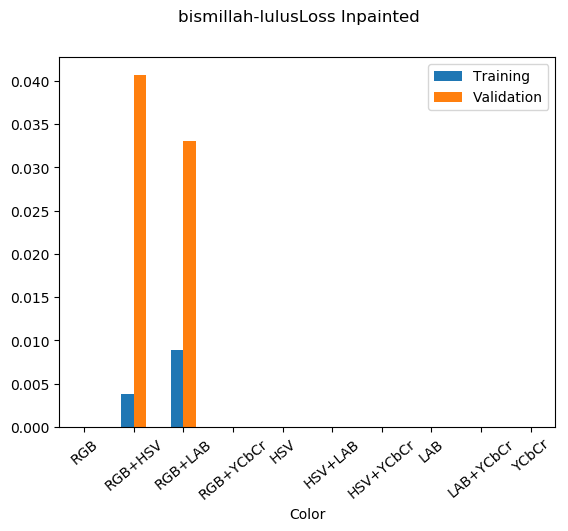 bismillah-lulusLoss Inpainted
Training
Validation
0.040
0.035
0.030
0.025
0.020
0.015
0.010
0.005
0.000
RGB
RGB+HSV
RGB+LAB
RGB+YCbCr
HSV
HSV+LAB
HSV+YCbCr
LAB
LAB+YCbCr
YCbCr
Color